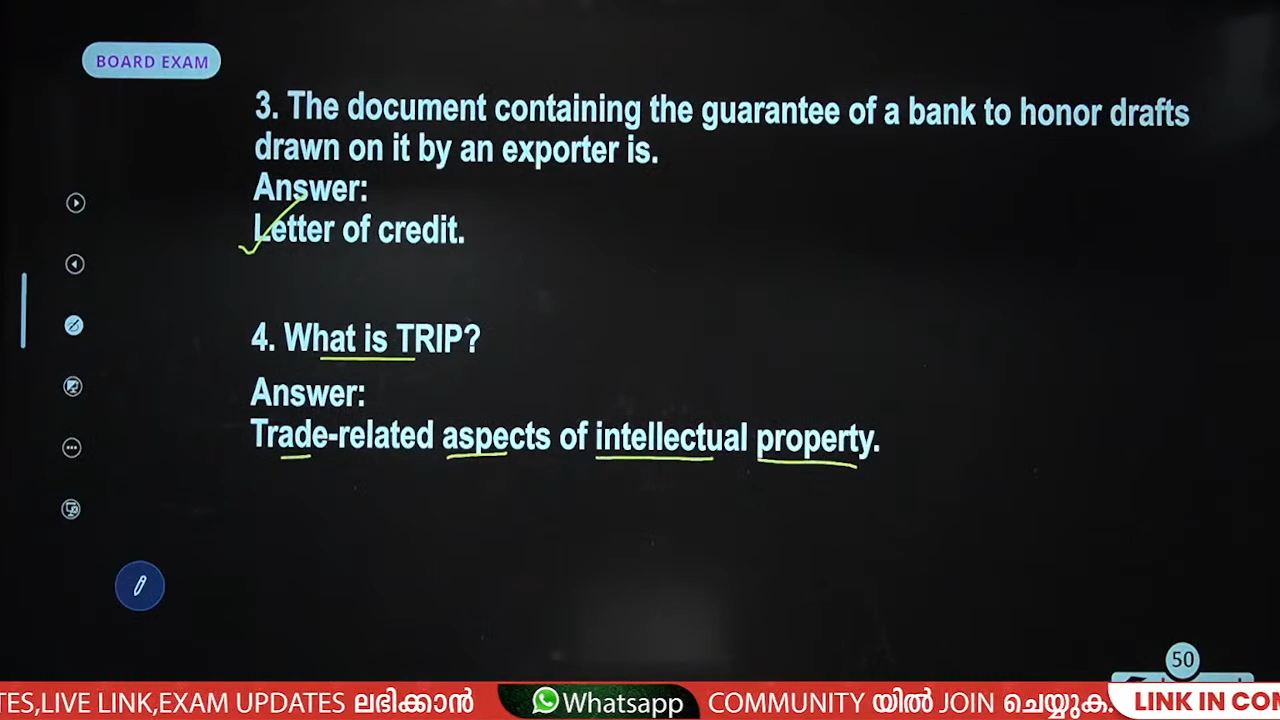 BOARD EXAM
3. The document containing the guarantee of a bank to honor drafts
drawn on it by an exporter is.
Answer:
Letter of credit.
4. What is TRIP?
Answer:
Trade-related aspects of intellectual property.
50
TES,LIVE LINK,EXAM UPDATES ലഭിക്കാൻ Whatsapp COMMUNITY യിൽ JOIN ചെയ്യുക. LINK IN CO